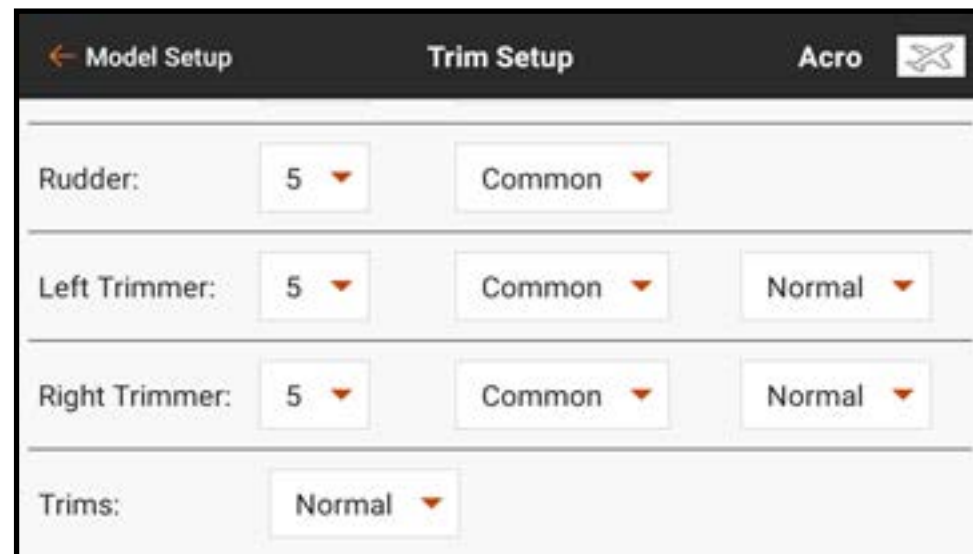 ← Model Setup Trim Setup Acro
Rudder: 5 Common
Left Trimmer: 5 Common Normal
Right Trimmer: 5 Common Normal
Trims: Normal